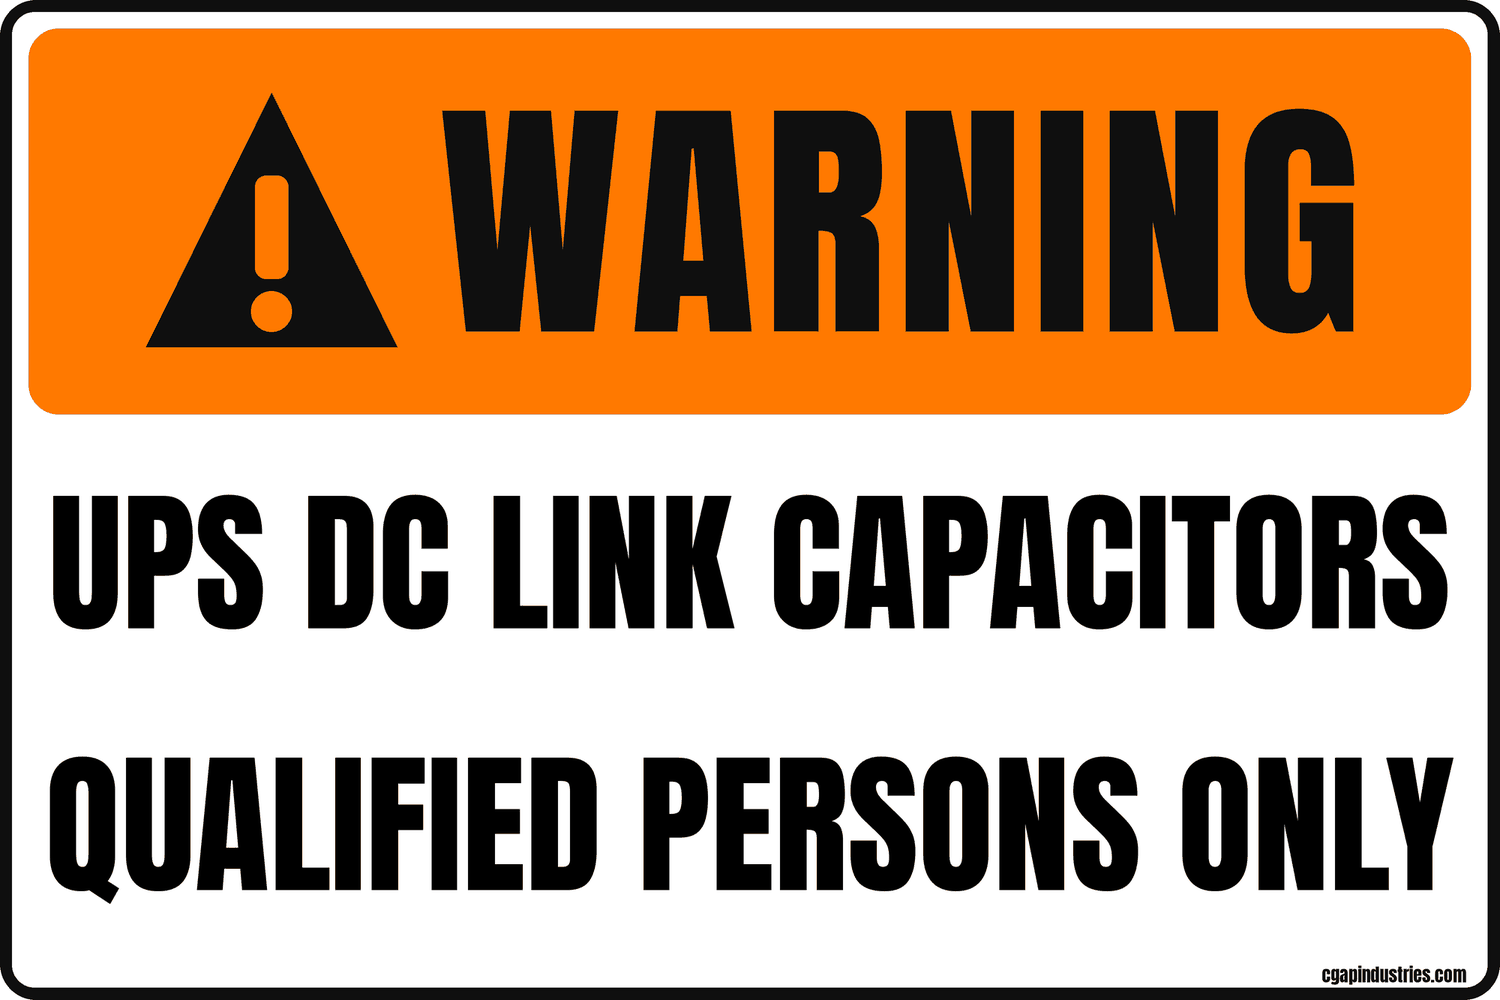 WARNING
UPS DC LINK CAPACITORS
QUALIFIED PERSONS ONLY
cgapindustries.com